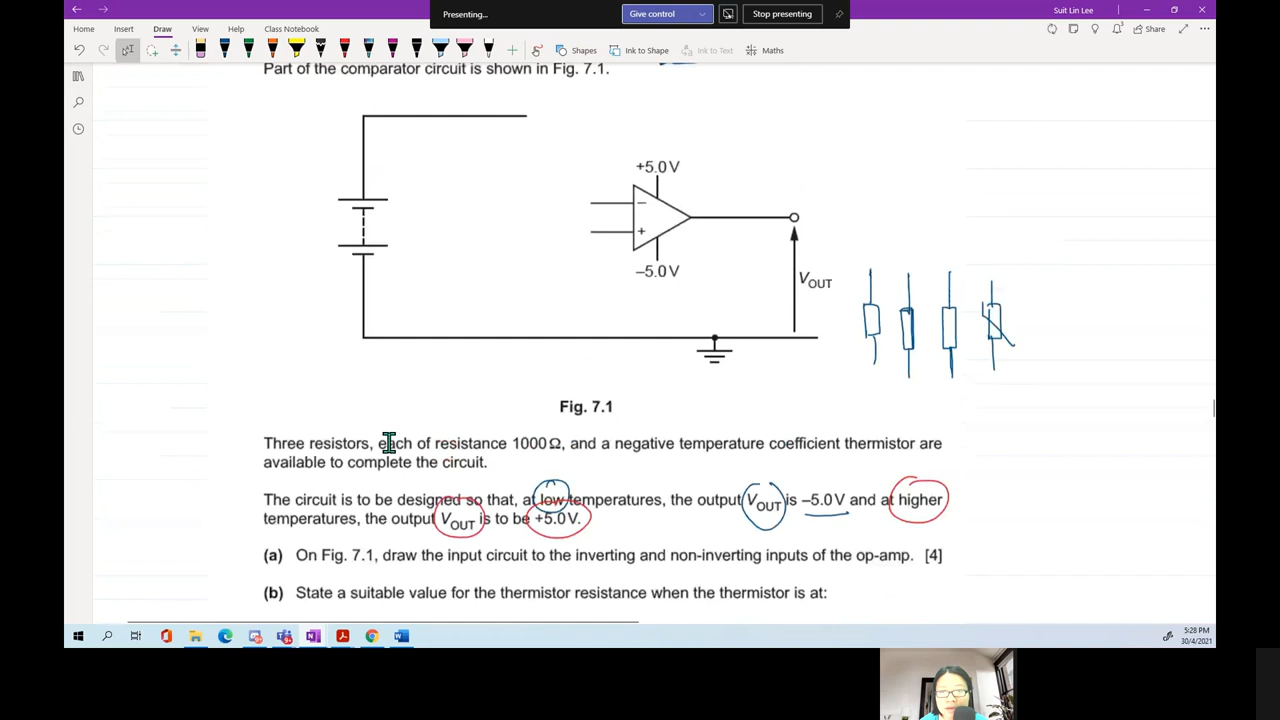 Presenting...
Give control
Stop presenting
Suit Lin Lee
Home
Insert
Draw
View
Help
Class Notebook
Share
Shapes
Ink to Shape
Ink to Text
Maths
Part of the comparator circuit is shown in Fig. 7.1.
+5.0 V
–
+
–5.0 V
VOUT
Fig. 7.1
Three resistors, each of resistance 1000 Ω, and a negative temperature coefficient thermistor are
available to complete the circuit.
The circuit is to be designed so that, at low temperatures, the output VOUT is –5.0 V and at higher
temperatures, the output VOUT is to be +5.0 V.
(a) On Fig. 7.1, draw the input circuit to the inverting and non-inverting inputs of the op-amp. [4]
(b) State a suitable value for the thermistor resistance when the thermistor is at:
5:28 PM
30/4/2021